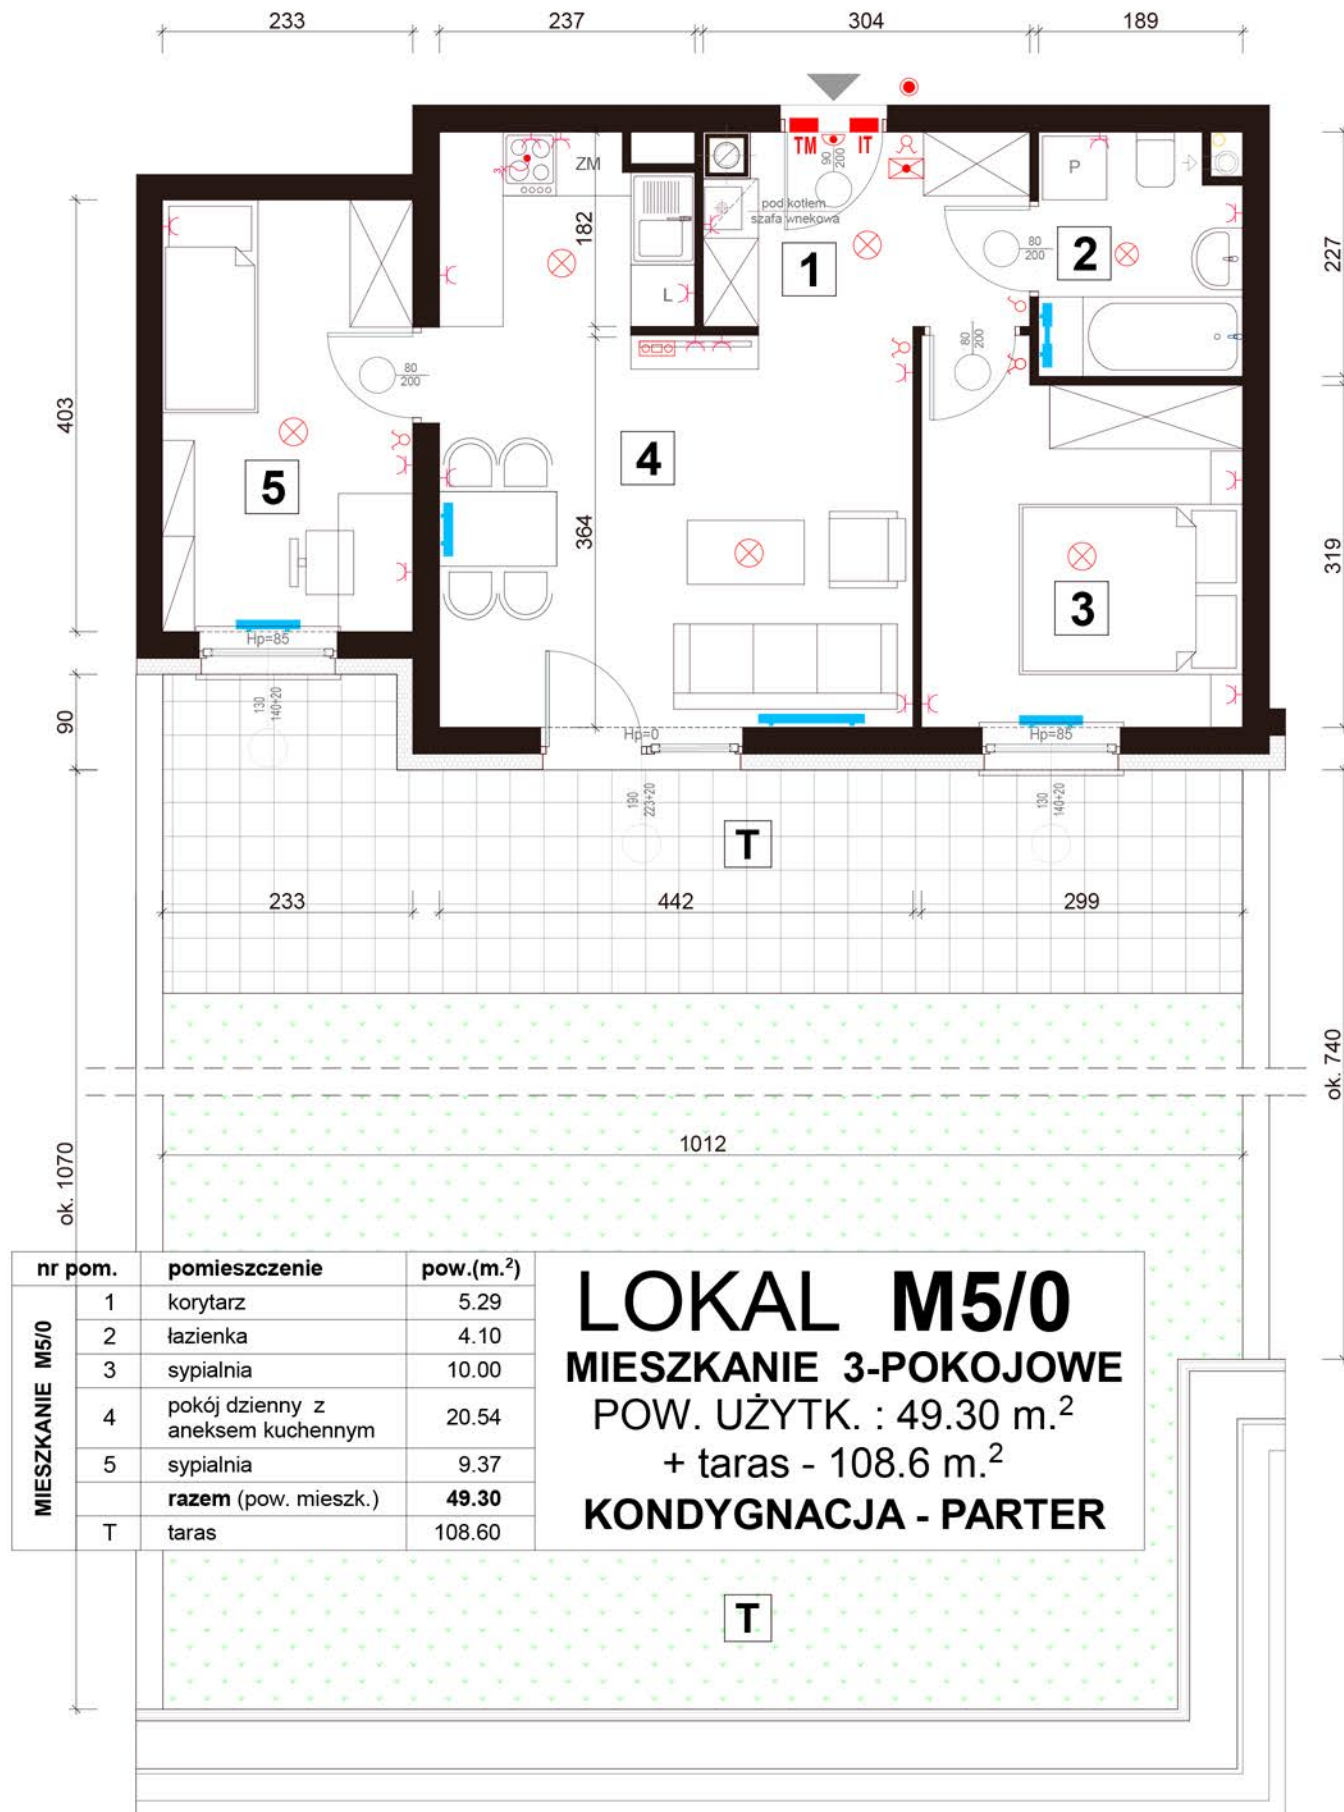 233 237 304 189
TM IT
90
200
ZM
P
pod kotłem
szafa wnękowa
182
227
1
80
200
2
L
3
80
200
80
200
403
4
5
364
319
3
Hp=85
Hp=0
Hp=85
90
130
140+20
190
223+20
130
140+20
T
233 442 299
ok. 740
1012
ok. 1070
nr pom. pomieszczenie pow.(m.²)
MIESZKANIE M5/0
1 korytarz 5.29
2 łazienka 4.10
3 sypialnia 10.00
4 pokój dzienny z
aneksem kuchennym 20.54
5 sypialnia 9.37
razem (pow. mieszk.) 49.30
T taras 108.60
LOKAL M5/0
MIESZKANIE 3-POKOJOWE
POW. UŻYTK. : 49.30 m.²
+ taras - 108.6 m.²
KONDYGNACJA - PARTER
T